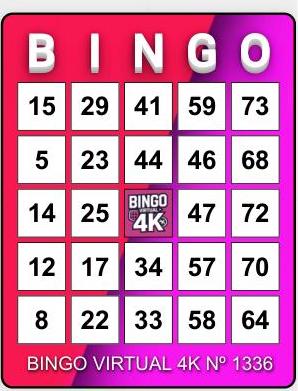 B I N G O
15 29 41 59 73
5 23 44 46 68
14 25 BINGO VIRTUAL 4K 47 72
12 17 34 57 70
8 22 33 58 64
BINGO VIRTUAL 4K Nº 1336